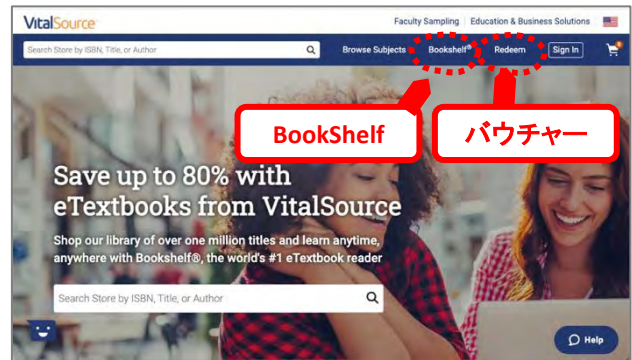 VitalSource
Faculty Sampling Education & Business Solutions
Search Store by ISBN, Title, or Author
Browse Subjects Bookshelf® Redeem Sign In
BookShelf
バウチャー
Save up to 80% with
eTextbooks from VitalSource
Shop our library of over one million titles and learn anytime,
anywhere with Bookshelf®, the world's #1 eTextbook reader
Search Store by ISBN, Title, or Author
Help